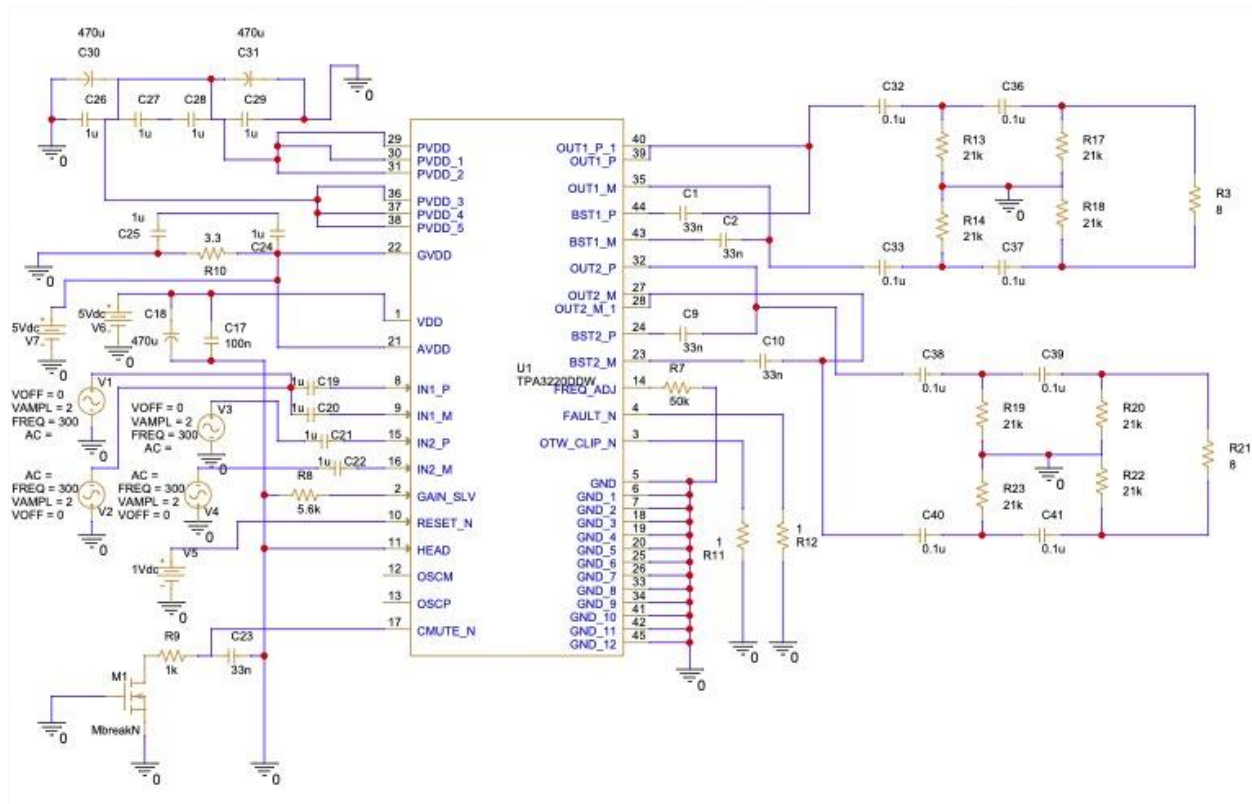 470u
C30
470u
C31
0
C26
1u
C27
1u
C28
1u
C29
1u
0
1u
C25
3.3
R10
1u
C24
0
5Vdc
V7
0
5Vdc
V6
0
C18
470u
C17
100n
V1
VOFF = 0
VAMPL = 2
FREQ = 300
AC =
0
V3
VOFF = 0
VAMPL = 2
FREQ = 300
AC =
0
1u
C19
1u
C20
1u
C21
1u
C22
AC =
FREQ = 300
VAMPL = 2
VOFF = 0
V2
0
AC =
FREQ = 300
VAMPL = 2
VOFF = 0
V4
0
R8
5.6k
V5
1Vdc
0
R9
1k
C23
33n
M1
MbreakN
0
0
0
29
PVDD
30
PVDD_1
31
PVDD_2
36
PVDD_3
37
PVDD_4
38
PVDD_5
22
GVDD
1
VDD
21
AVDD
8
IN1_P
9
IN1_M
15
IN2_P
16
IN2_M
2
GAIN_SLV
10
RESET_N
11
HEAD
12
OSCM
13
OSCP
17
CMUTE_N
U1
TPA3220DDW
OUT1_P_1
40
OUT1_P
39
OUT1_M
35
BST1_P
44
BST1_M
43
OUT2_P
32
OUT2_M
27
OUT2_M_1
28
BST2_P
24
BST2_M
23
FREQ_ADJ
14
FAULT_N
4
OTW_CLIP_N
3
GND
5
GND_1
6
GND_2
7
GND_3
18
GND_4
19
GND_5
20
GND_6
25
GND_7
26
GND_8
33
GND_9
34
GND_10
41
GND_11
42
GND_12
45
C1
33n
C2
33n
C9
33n
C10
33n
R7
50k
1
R11
0
1
R12
0
0
C32
0.1u
C36
0.1u
R13
21k
R17
21k
0
R14
21k
R18
21k
C33
0.1u
C37
0.1u
R3
8
C38
0.1u
C39
0.1u
R19
21k
R20
21k
0
R23
21k
R22
21k
C40
0.1u
C41
0.1u
R21
8